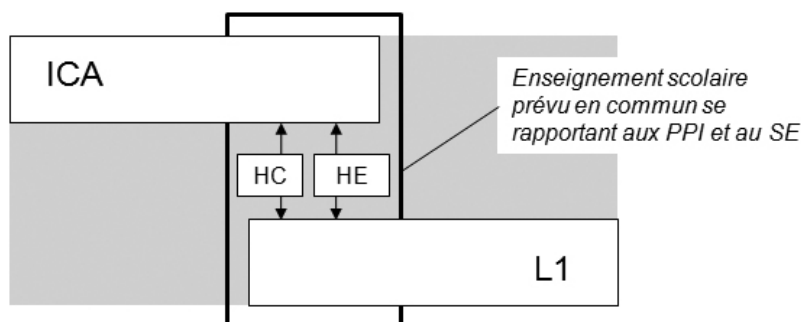 ICA
Enseignement scolaire
prévu en commun se
rapportant aux PPI et au SE
HC
HE
L1